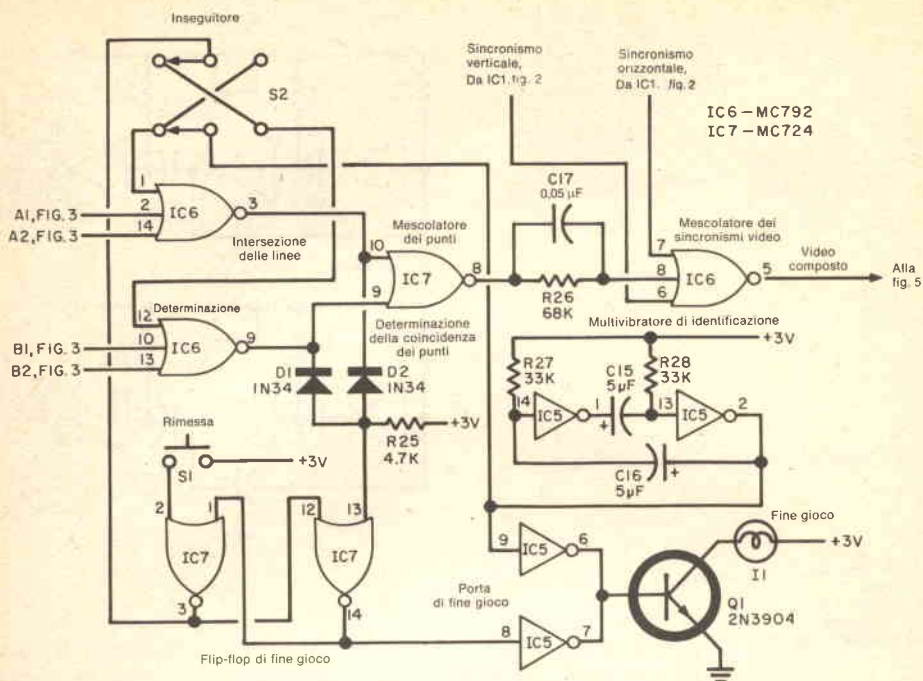 Inseguitore
S2
Sincronismo
verticale,
Da IC1. fig. 2
Sincronismo
orizzontale,
Da IC1. fig. 2
IC6 – MC792
IC7 – MC724
1
2
14
IC6
3
A1, FIG. 3
A2, FIG. 3
Intersezione
delle linee
Mescolatore
dei punti
10
9
IC7
8
C17
0,05 µF
R26
68K
Mescolatore dei
sincronismi video
7
8
6
IC6
5
Video
composto
Alla
fig. 5
Determinazione
12
10
13
IC6
9
B1, FIG. 3
B2, FIG. 3
Determinazione
della coincidenza
dei punti
D1
1N34
D2
1N34
R25
4.7K
+3V
Multivibratore di identificazione
+3V
R27
33K
C15
5µF
R28
33K
14
IC5
1
+
13
IC5
2
C16
5µF
+
Rimessa
S1
+3V
2
1
IC7
3
12
13
IC7
14
Flip-flop di fine gioco
Porta
di fine gioco
9
IC5
6
8
IC5
7
Fine gioco
+3V
I1
Q1
2N3904